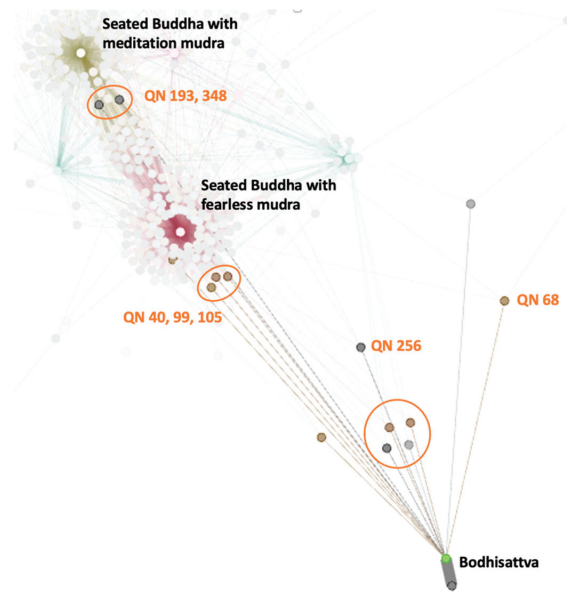 Seated Buddha with
meditation mudra
QN 193, 348
Seated Buddha with
fearless mudra
QN 40, 99, 105
QN 68
QN 256
Bodhisattva